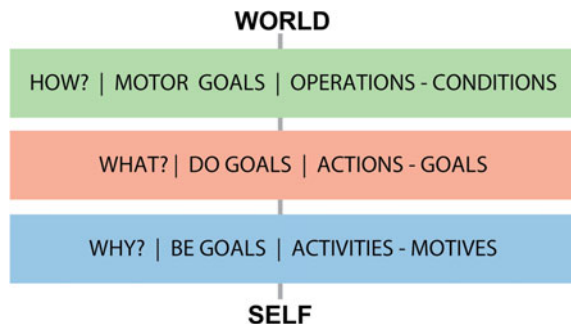 WORLD
HOW? | MOTOR GOALS | OPERATIONS - CONDITIONS
WHAT? | DO GOALS | ACTIONS - GOALS
WHY? | BE GOALS | ACTIVITIES - MOTIVES
SELF